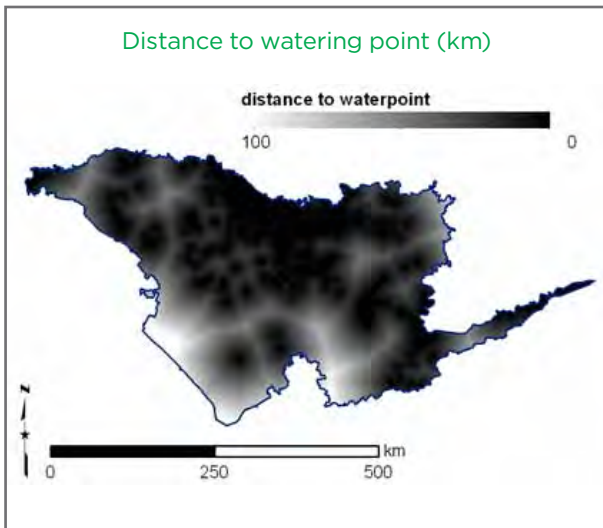 Distance to watering point (km)
distance to waterpoint
100 0
N
km
0 250 500